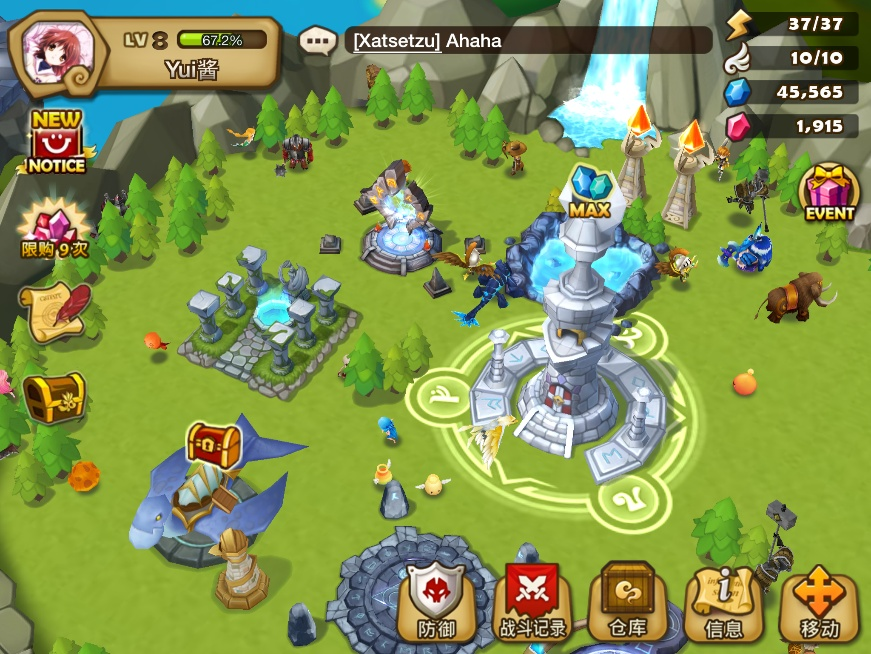 LV 8 67.2%
Yui酱
[Xatsetzu] Ahaha
37/37
10/10
45,565
1,915
NEW
NOTICE
限购 9次
MAX
EVENT
防御
战斗记录
仓库
信息
移动